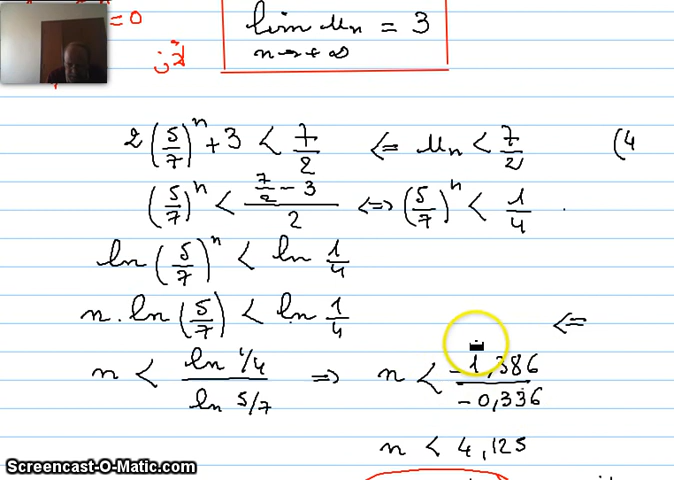 = 0
lim Un = 3
n → + ∞
2(5/7)^n + 3 < 7/2 <= Un < 7/2 (4
(5/7)^n < (7/2 - 3)/2 <=> (5/7)^n < 1/4 .
ln (5/7)^n < ln 1/4
n . ln (5/7) < ln 1/4 <=
n < (ln 1/4)/(ln 5/7) => n < (-1,386)/(-0,336)
n < 4,125
Screencast-O-Matic.com